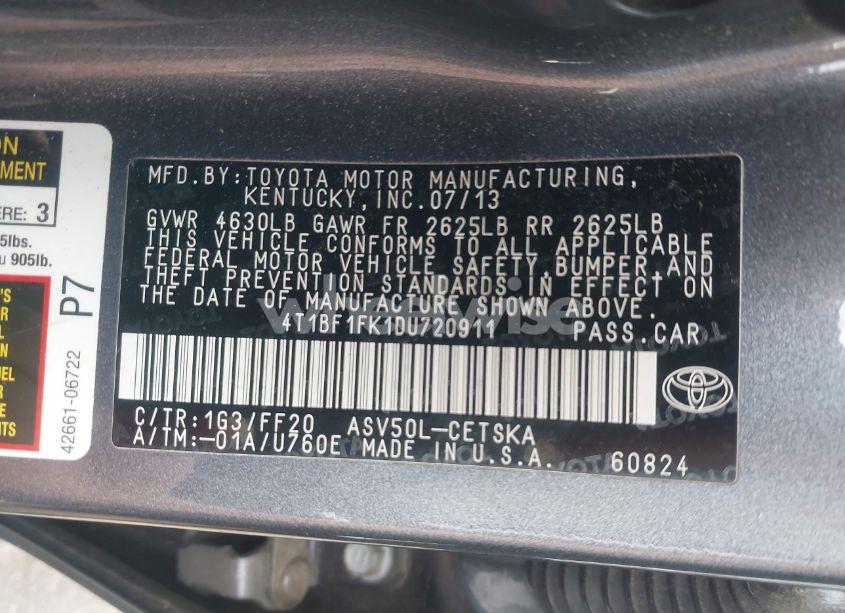 ON
EMENT
ERE: 3
5lbs.
905lb.
P7
42661-06722
MFD.BY:TOYOTA MOTOR MANUFACTURING,
KENTUCKY,INC.07/13
GVWR 4630LB GAWR FR 2625LB RR 2625LB
THIS VEHICLE CONFORMS TO ALL APPLICABLE
FEDERAL MOTOR VEHICLE SAFETY,BUMPER,AND
THEFT PREVENTION STANDARDS IN EFFECT ON
THE DATE OF MANUFACTURE SHOWN ABOVE.
4T1BF1FK1DU720911 PASS.CAR
C/TR:1G3/FF20 ASV50L-CETSKA
A/TM:-01A/U760E MADE IN U.S.A. 60824